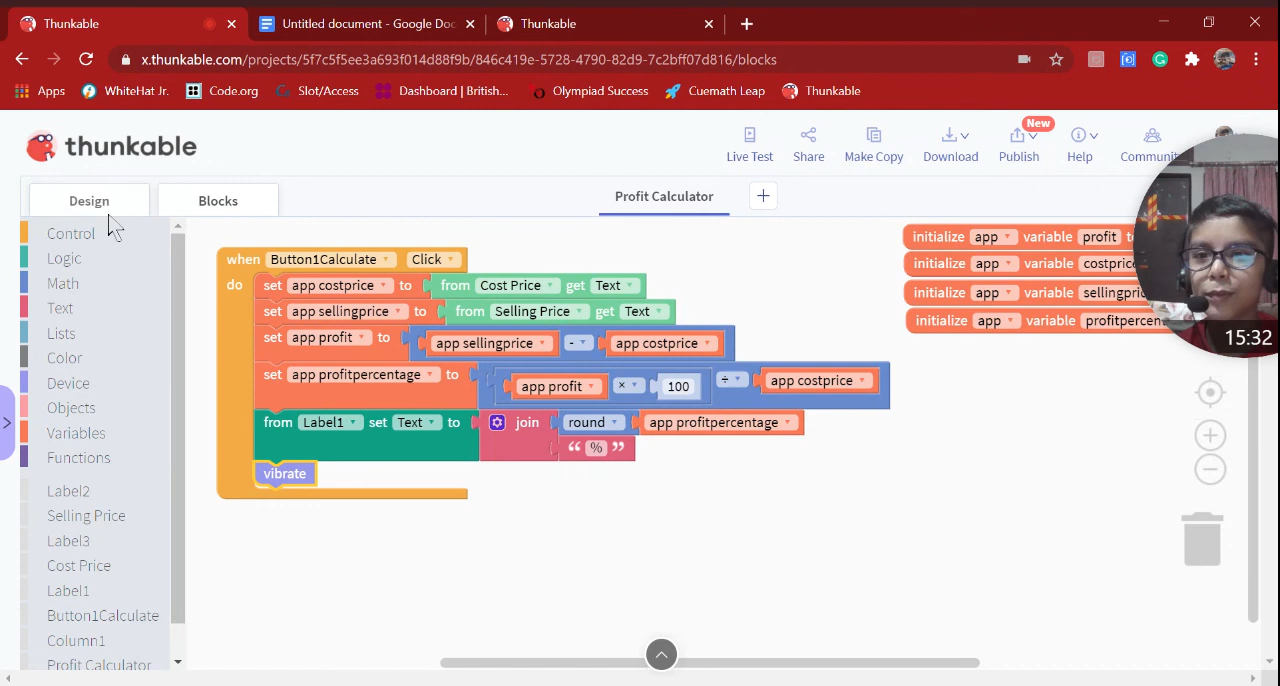 Thunkable
Untitled document - Google Doc
Thunkable
x.thunkable.com/projects/5f7c5f5ee3a693f014d88f9b/846c419e-5728-4790-82d9-7c2bff07d816/blocks
Apps WhiteHat Jr. Code.org Slot/Access Dashboard | British... Olympiad Success Cuemath Leap Thunkable
thunkable
New
Live Test Share Make Copy Download Publish Help Communit
Design Blocks Profit Calculator
Control
Logic
Math
Text
Lists
Color
Device
Objects
Variables
Functions
Label2
Selling Price
Label3
Cost Price
Label1
Button1Calculate
Column1
Profit Calculator
when Button1Calculate Click
do set app costprice to from Cost Price get Text
set app sellingprice to from Selling Price get Text
set app profit to app sellingprice - app costprice
set app profitpercentage to app profit × 100 ÷ app costprice
from Label1 set Text to join round app profitpercentage
“ % ”
vibrate
initialize app variable profit to
initialize app variable costprice
initialize app variable sellingpric
initialize app variable profitpercent
15:32